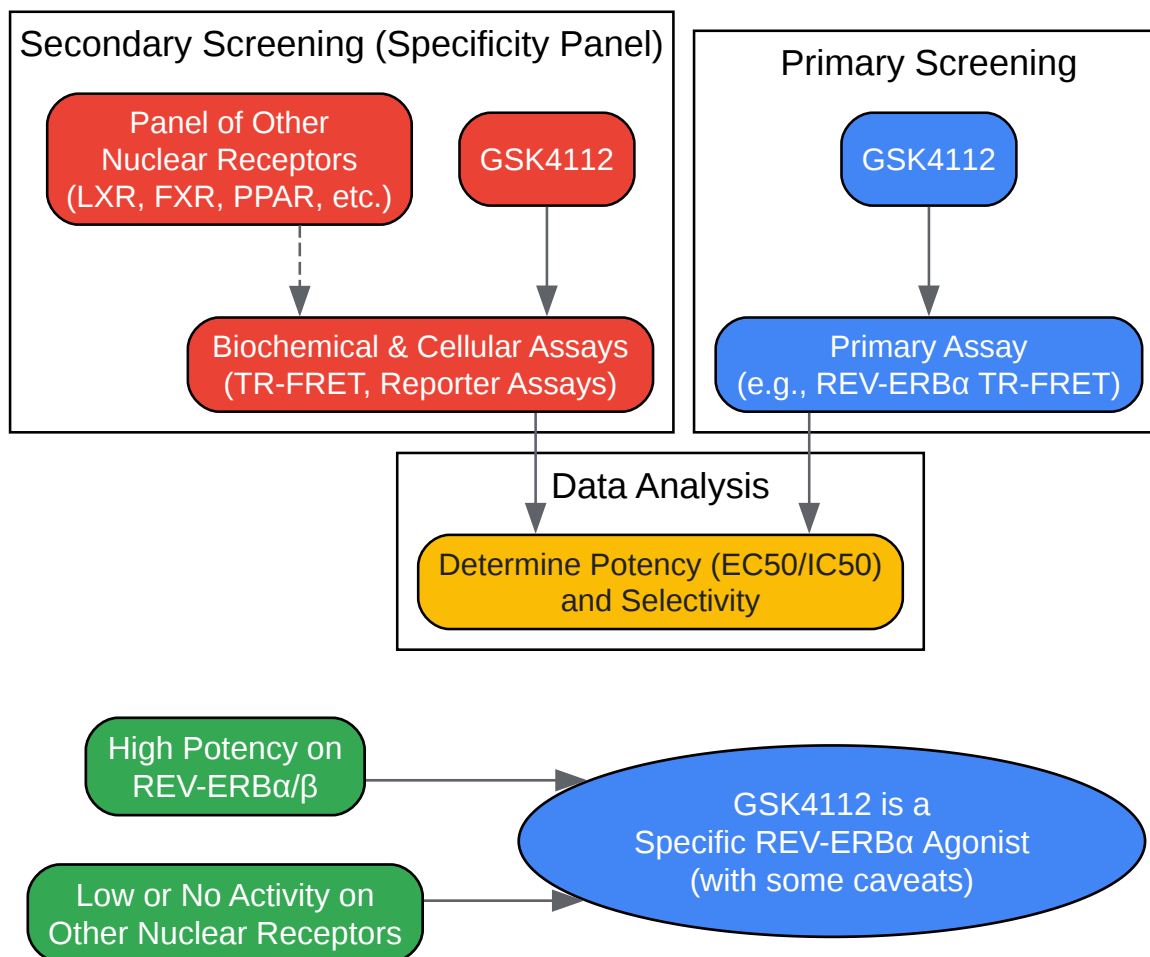 Secondary Screening (Specificity Panel)
Panel of Other
Nuclear Receptors
(LXR, FXR, PPAR, etc.)
GSK4112
Biochemical & Cellular Assays
(TR-FRET, Reporter Assays)
Primary Screening
GSK4112
Primary Assay
(e.g., REV-ERBα TR-FRET)
Data Analysis
Determine Potency (EC50/IC50)
and Selectivity
High Potency on
REV-ERBα/β
Low or No Activity on
Other Nuclear Receptors
GSK4112 is a
Specific REV-ERBα Agonist
(with some caveats)